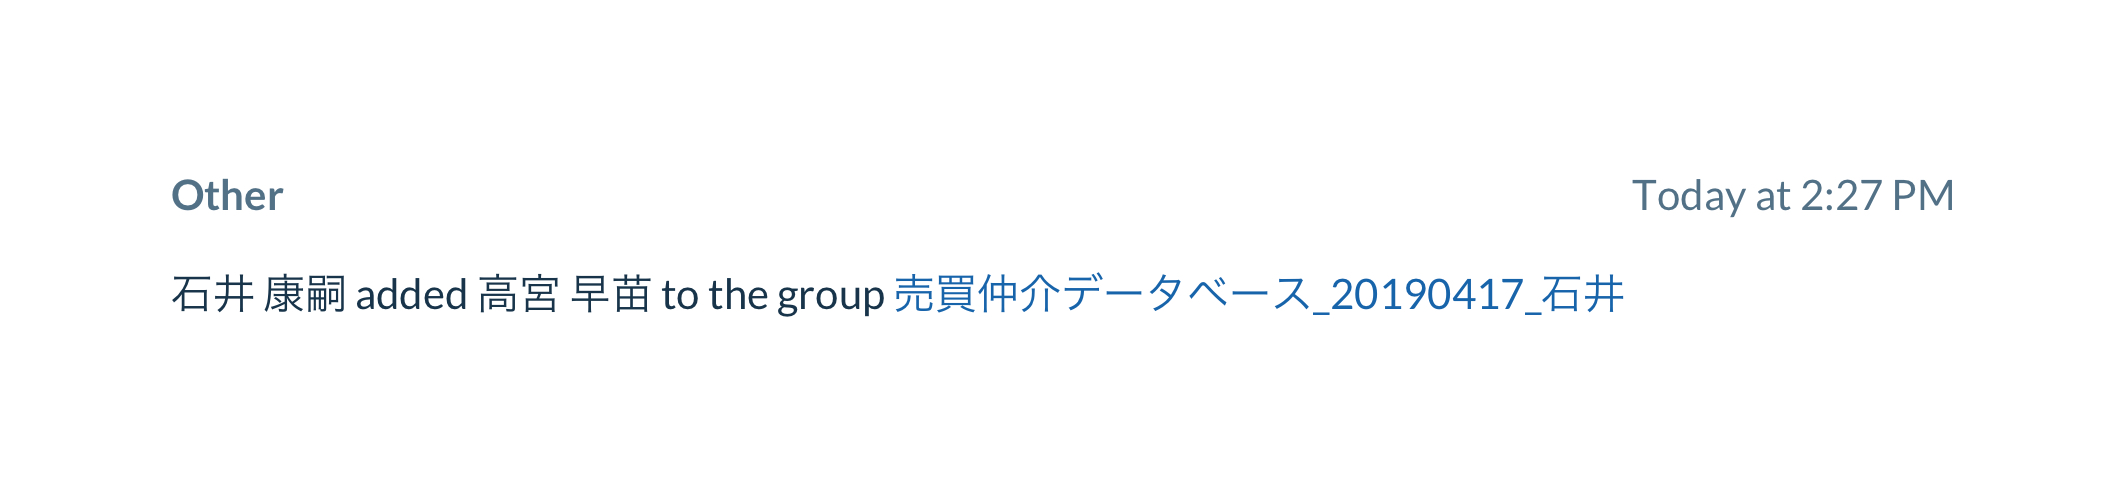 Other
Today at 2:27 PM
石井 康嗣 added 高宮 早苗 to the group 売買仲介データベース_20190417_石井